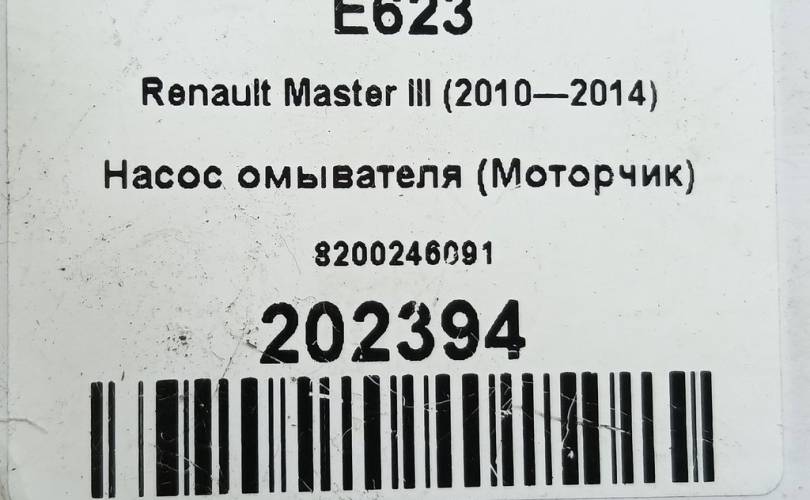 E623
Renault Master III (2010—2014)
Насос омывателя (Моторчик)
8200246091
202394